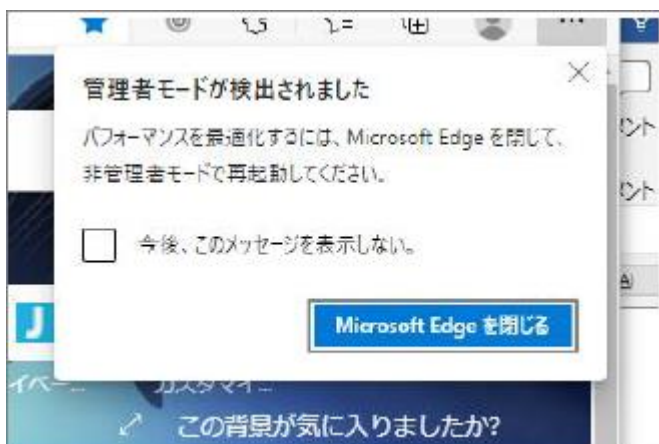 管理者モードが検出されました
パフォーマンスを最適化するには、Microsoft Edge を閉じて、
非管理者モードで再起動してください。
今後、このメッセージを表示しない。
Microsoft Edge を閉じる
J
イベー... カスタマイ...
この背景が気に入りましたか?